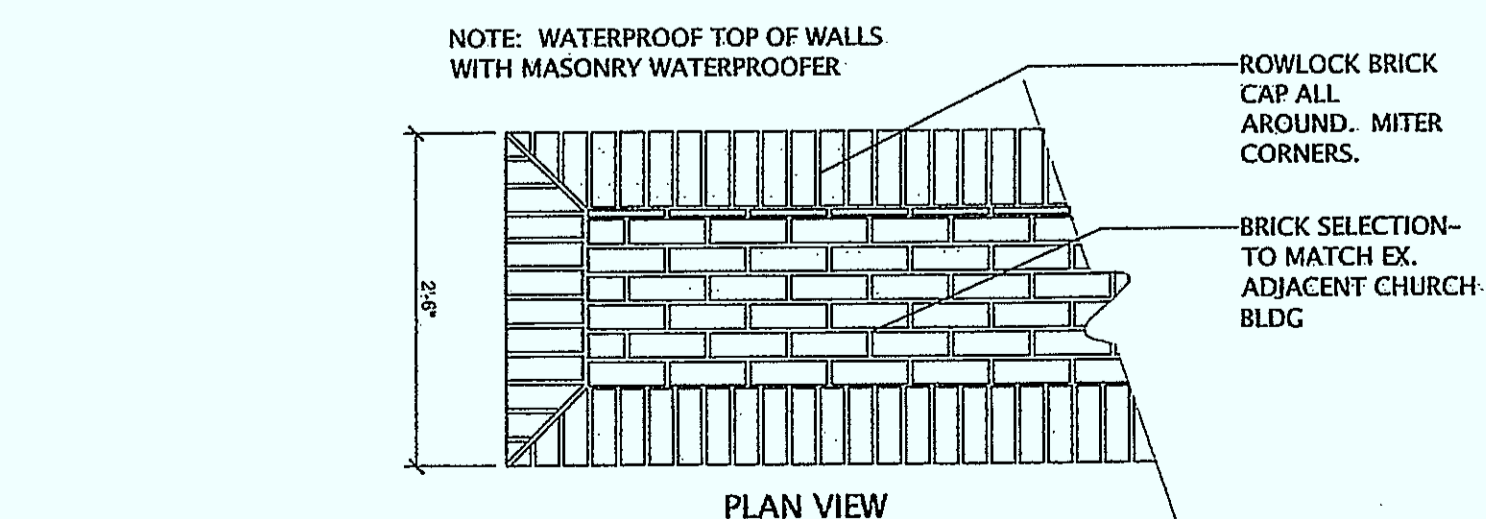 NOTE: WATERPROOF TOP OF WALLS
WITH MASONRY WATERPROOFER
ROWLOCK BRICK
CAP ALL
AROUND. MITER
CORNERS.
BRICK SELECTION-
TO MATCH EX.
ADJACENT CHURCH
BLDG
2'-6"
PLAN VIEW